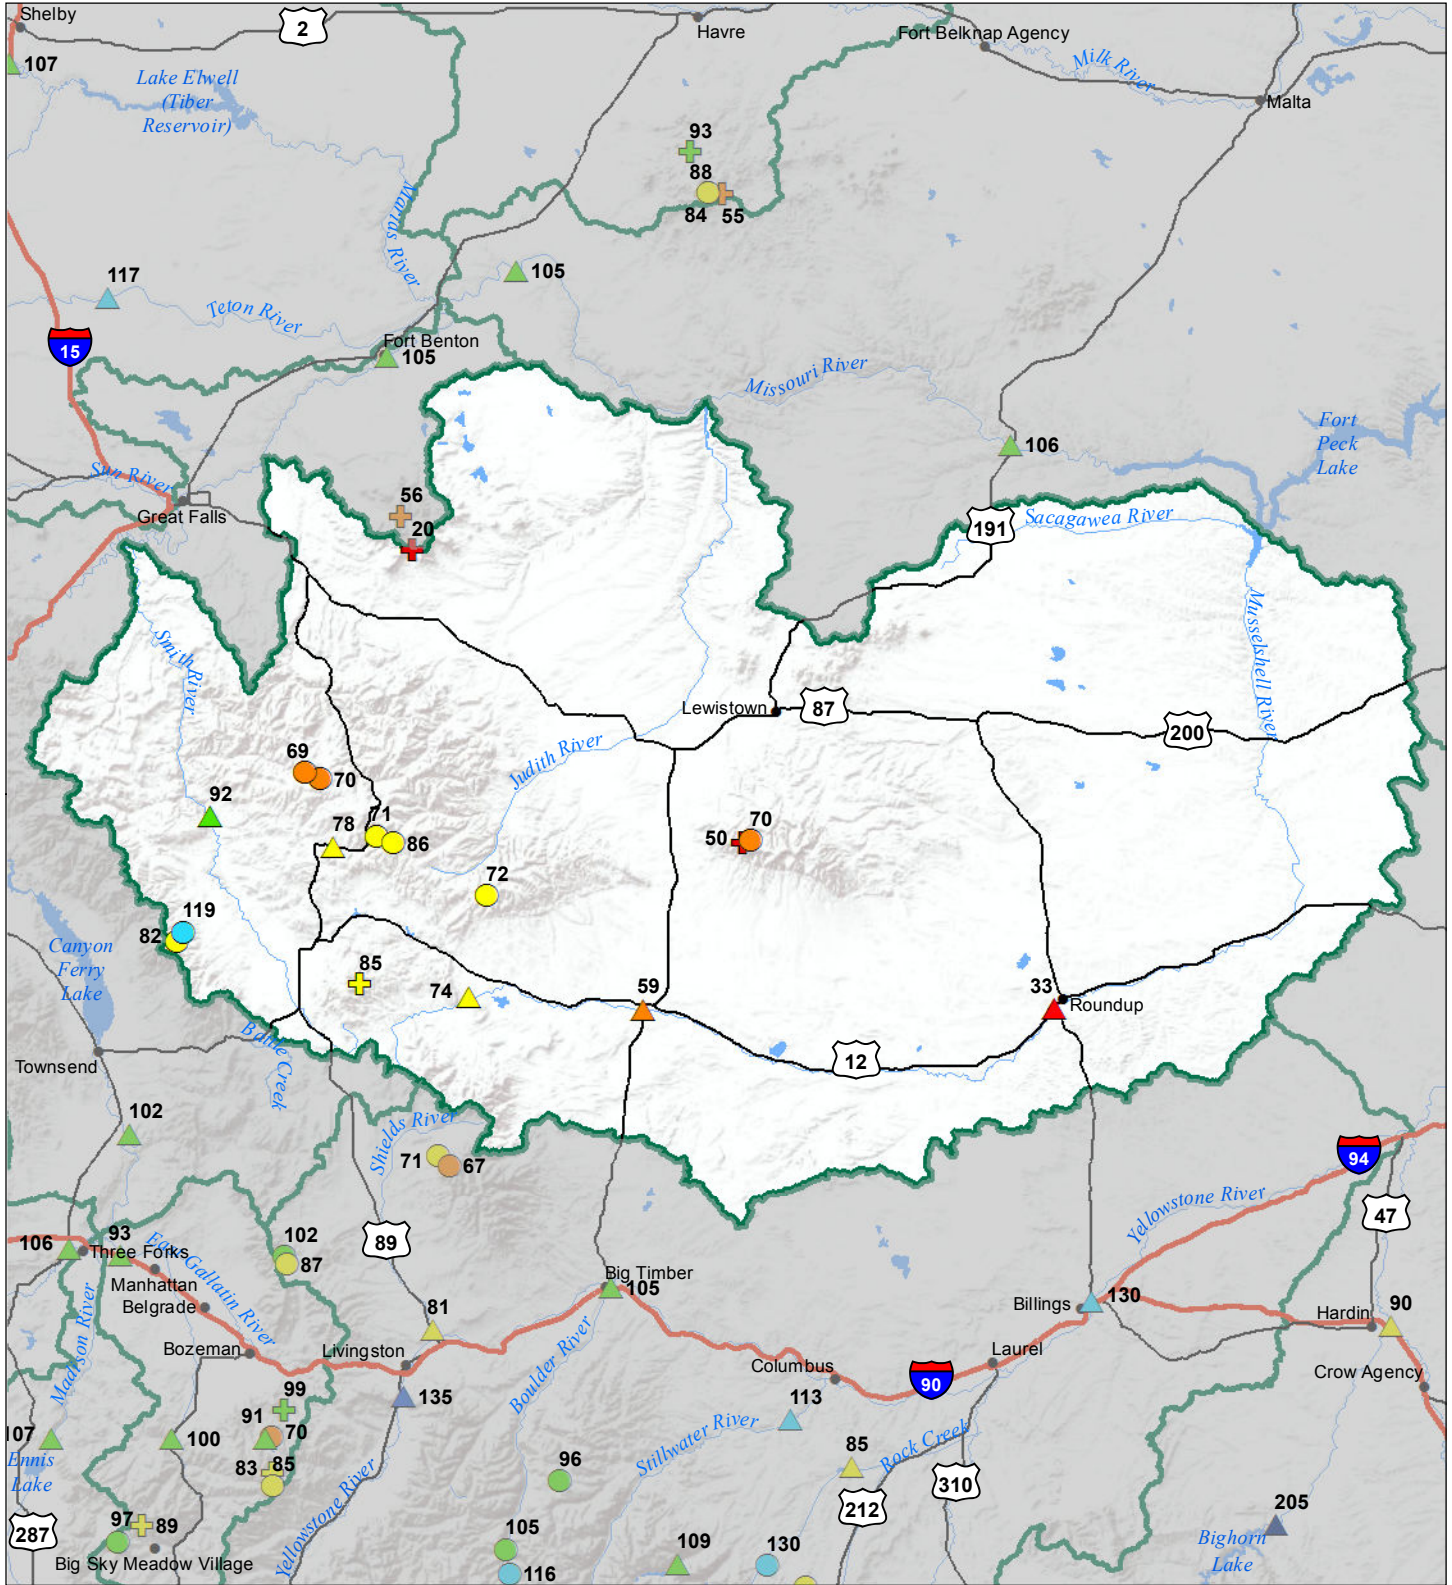 Shelby
2
Havre
Fort Belknap Agency
107
Lake Elwell
(Tiber
Reservoir)
Milk River
Malta
93
88
84
55
Marias River
117
Teton River
105
15
Fort Benton
105
Missouri River
Fort
Peck
Lake
106
Sun River
Great Falls
56
20
191
Sacagawea River
Musselshell River
Smith River
Lewistown
87
200
Judith River
69
70
92
78
71
86
50
70
72
119
82
Canyon
Ferry
Lake
85
74
59
33
Roundup
Battle Creek
12
Townsend
102
Shields River
71
67
94
Yellowstone River
47
89
106
Three Forks
93
East Gallatin River
102
87
Manhattan
Belgrade
Madison River
Big Timber
105
Billings
130
Hardin
90
81
Bozeman
Livingston
Boulder River
Columbus
Laurel
90
Crow Agency
135
99
91
70
113
107
Ennis
Lake
100
83
85
Stillwater River
85
Rock Creek
96
310
212
287
97
89
Big Sky Meadow Village
Yellowstone River
105
116
109
130
205
Bighorn
Lake